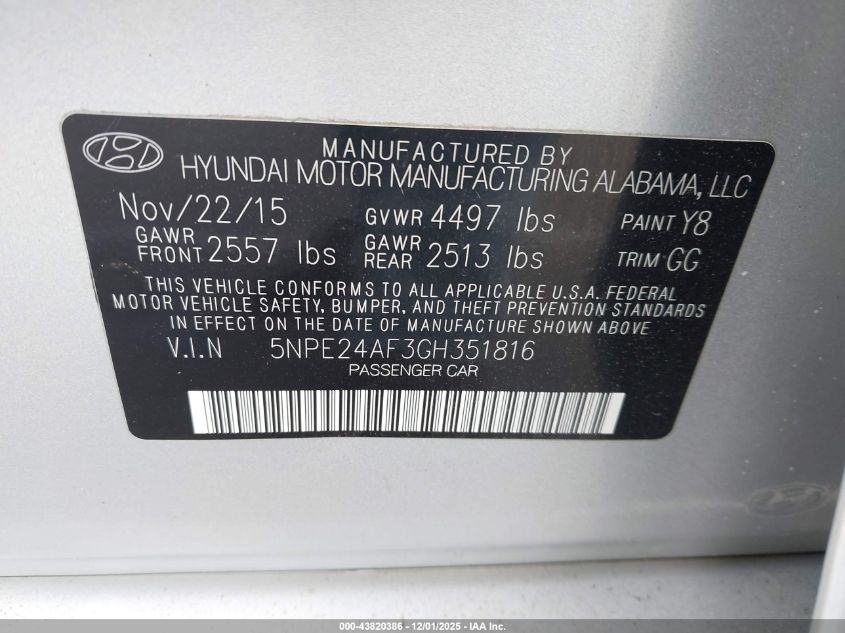 MANUFACTURED BY
HYUNDAI MOTOR MANUFACTURING ALABAMA, LLC
Nov/22/15 GVWR 4497 lbs PAINT Y8
GAWR FRONT 2557 lbs GAWR REAR 2513 lbs TRIM GG
THIS VEHICLE CONFORMS TO ALL APPLICABLE U.S.A. FEDERAL
MOTOR VEHICLE SAFETY, BUMPER, AND THEFT PREVENTION STANDARDS
IN EFFECT ON THE DATE OF MANUFACTURE SHOWN ABOVE
V.I.N 5NPE24AF3GH351816
PASSENGER CAR
000-43820386 - 12/01/2025 - IAA Inc.